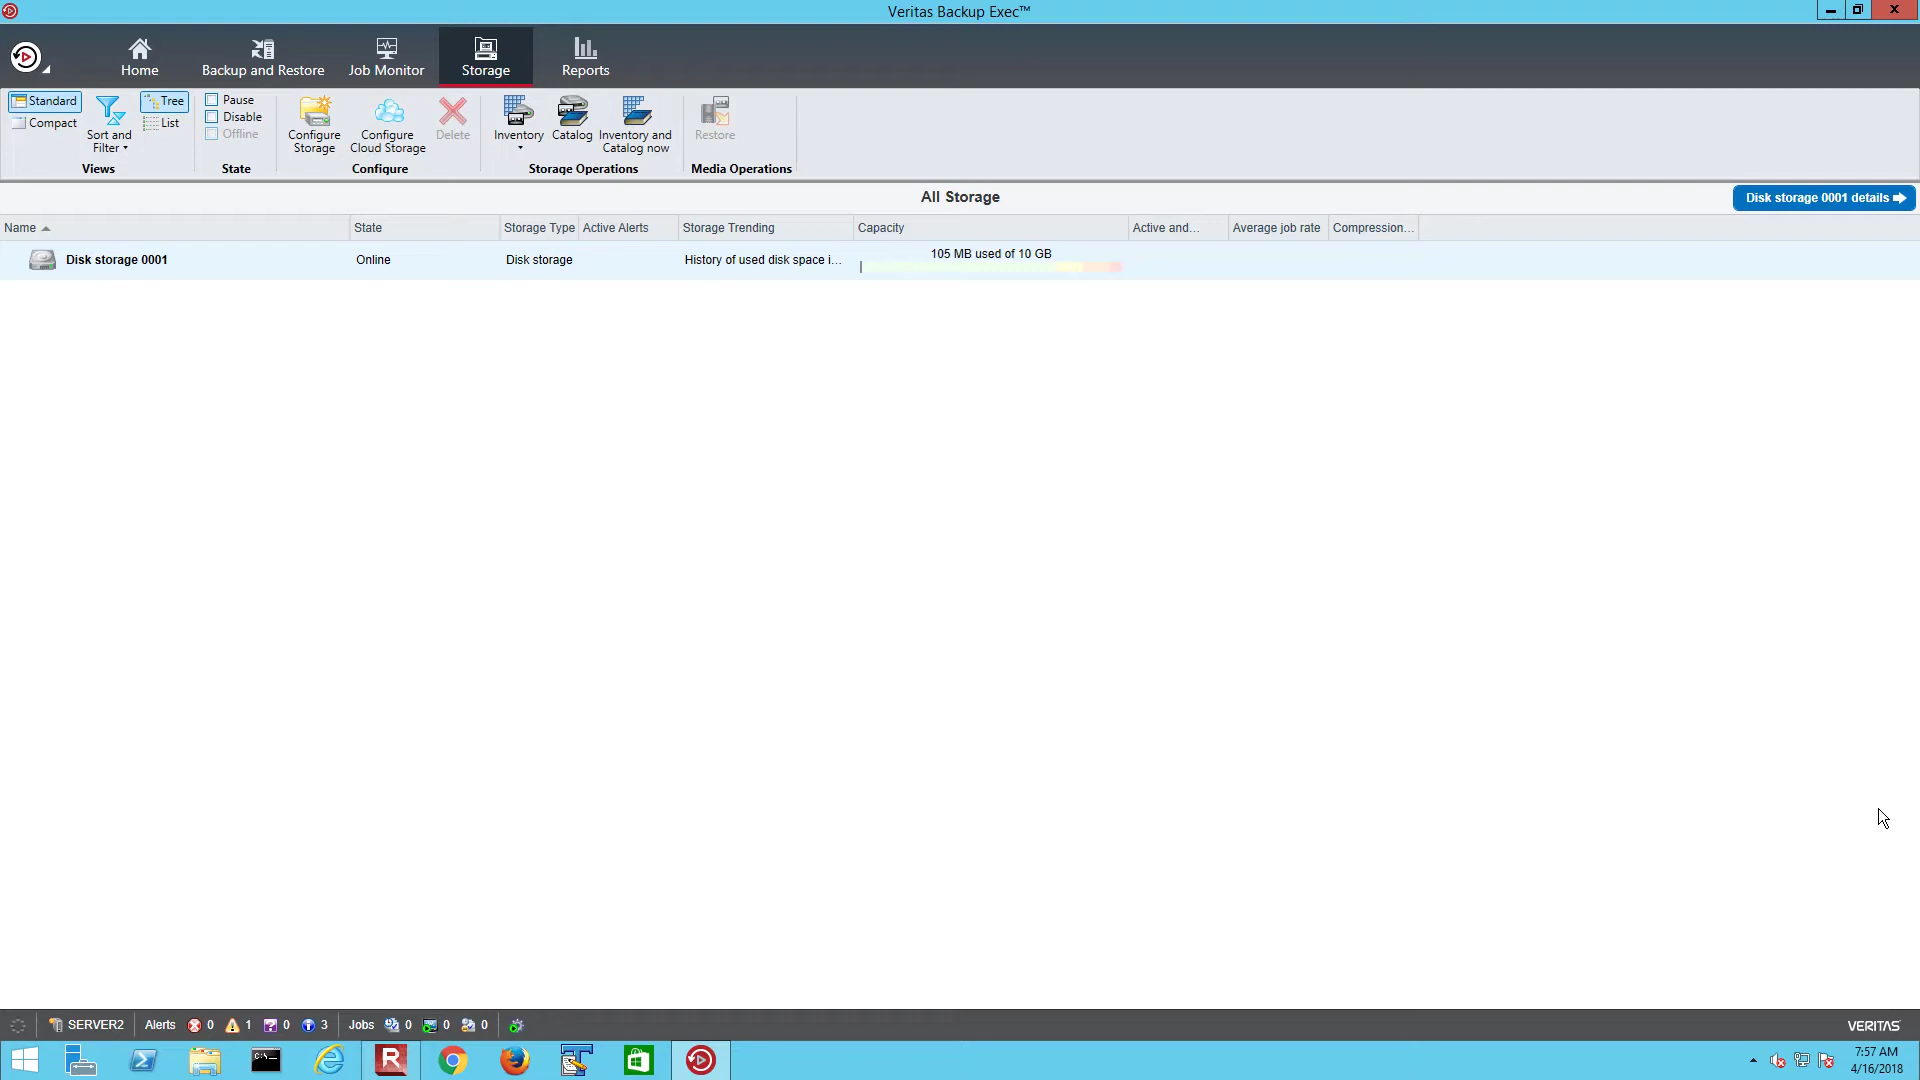 Veritas Backup Exec™
Home
Backup and Restore
Job Monitor
Storage
Reports
Standard
Compact
Sort and
Filter
Tree
List
Views
Pause
Disable
Offline
State
Configure
Storage
Configure
Cloud Storage
Delete
Configure
Inventory
Catalog
Inventory and
Catalog now
Storage Operations
Restore
Media Operations
All Storage
Disk storage 0001 details
Name State Storage Type Active Alerts Storage Trending Capacity Active and... Average job rate Compression...
Disk storage 0001 Online Disk storage History of used disk space i... 105 MB used of 10 GB
SERVER2 Alerts 0 1 0 3 Jobs 0 0 0
VERITAS
C:\
R
7:57 AM
4/16/2018